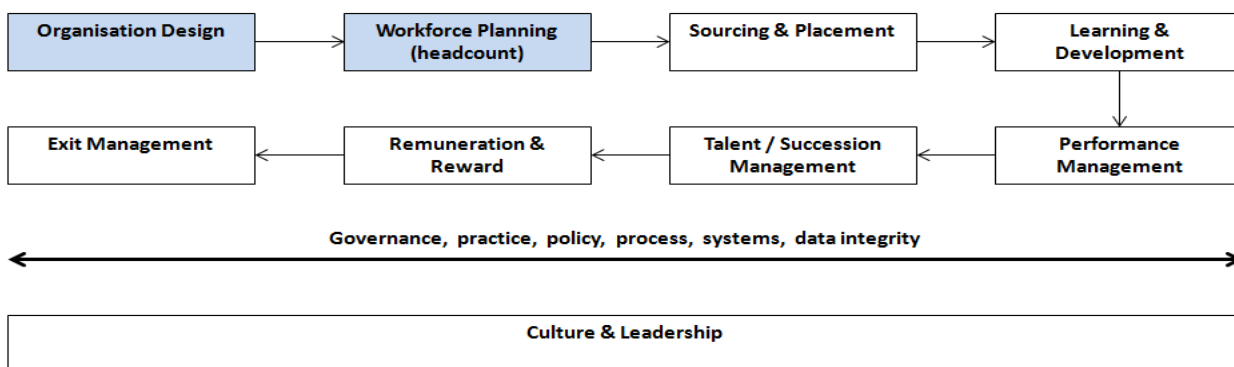 Organisation Design
Workforce Planning
(headcount)
Sourcing & Placement
Learning &
Development
Exit Management
Remuneration &
Reward
Talent / Succession
Management
Performance
Management
Governance, practice, policy, process, systems, data integrity
Culture & Leadership